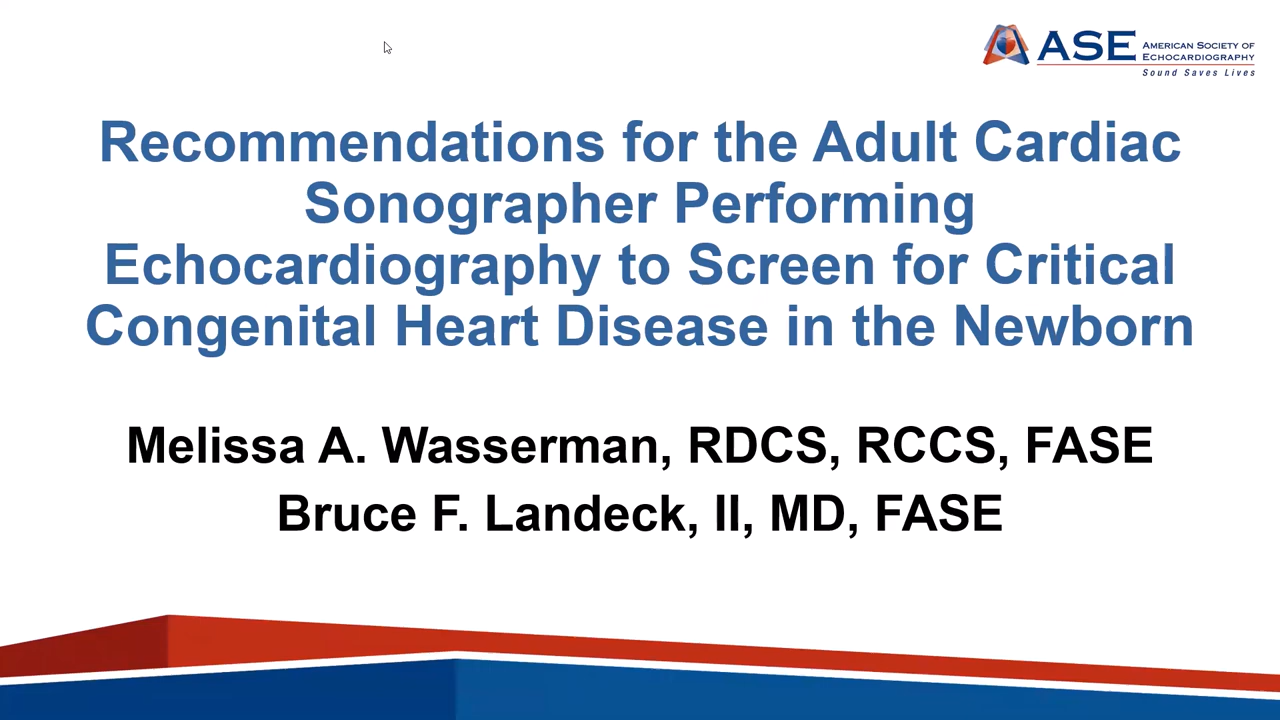 ASE AMERICAN SOCIETY OF
ECHOCARDIOGRAPHY
Sound Saves Lives
Recommendations for the Adult Cardiac
Sonographer Performing
Echocardiography to Screen for Critical
Congenital Heart Disease in the Newborn
Melissa A. Wasserman, RDCS, RCCS, FASE
Bruce F. Landeck, II, MD, FASE